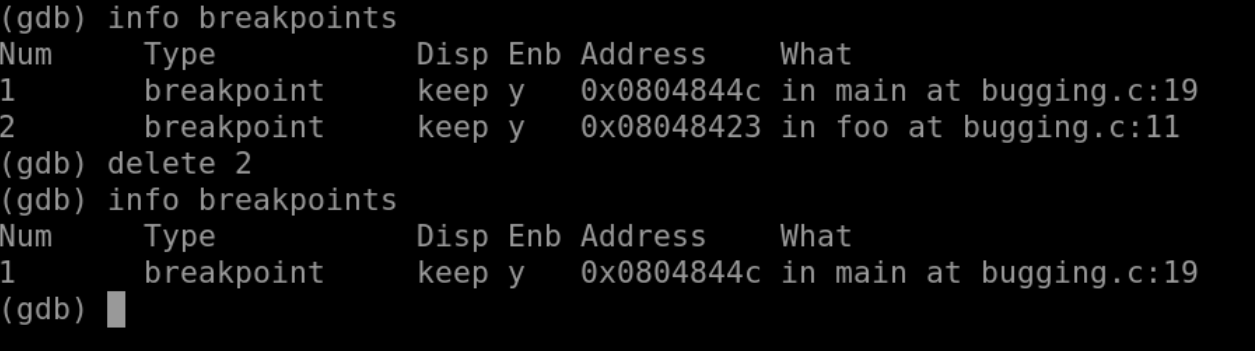 (gdb) info breakpoints
Num     Type           Disp Enb Address    What
1       breakpoint     keep y   0x0804844c in main at bugging.c:19
2       breakpoint     keep y   0x08048423 in foo at bugging.c:11
(gdb) delete 2
(gdb) info breakpoints
Num     Type           Disp Enb Address    What
1       breakpoint     keep y   0x0804844c in main at bugging.c:19
(gdb)